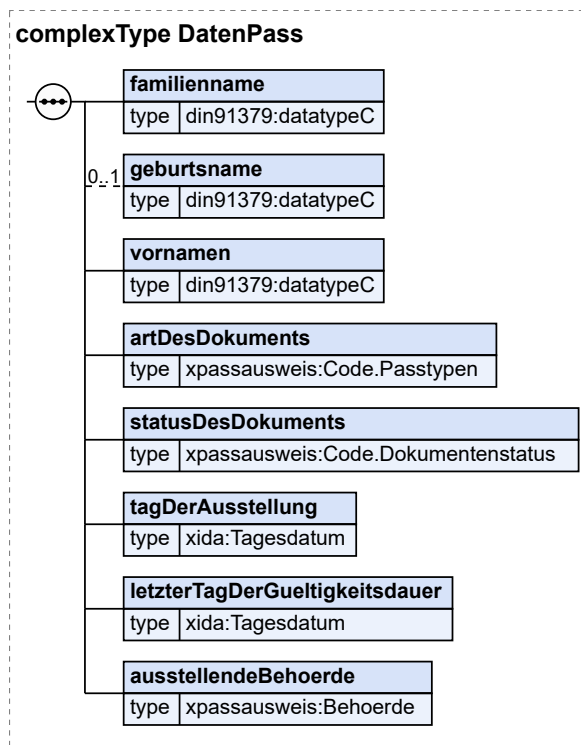 complexType DatenPass
familienname
type din91379:datatypeC
0..1
geburtsname
type din91379:datatypeC
vornamen
type din91379:datatypeC
artDesDokuments
type xpassausweis:Code.Passtypen
statusDesDokuments
type xpassausweis:Code.Dokumentenstatus
tagDerAusstellung
type xida:Tagesdatum
letzterTagDerGueltigkeitsdauer
type xida:Tagesdatum
ausstellendeBehoerde
type xpassausweis:Behoerde